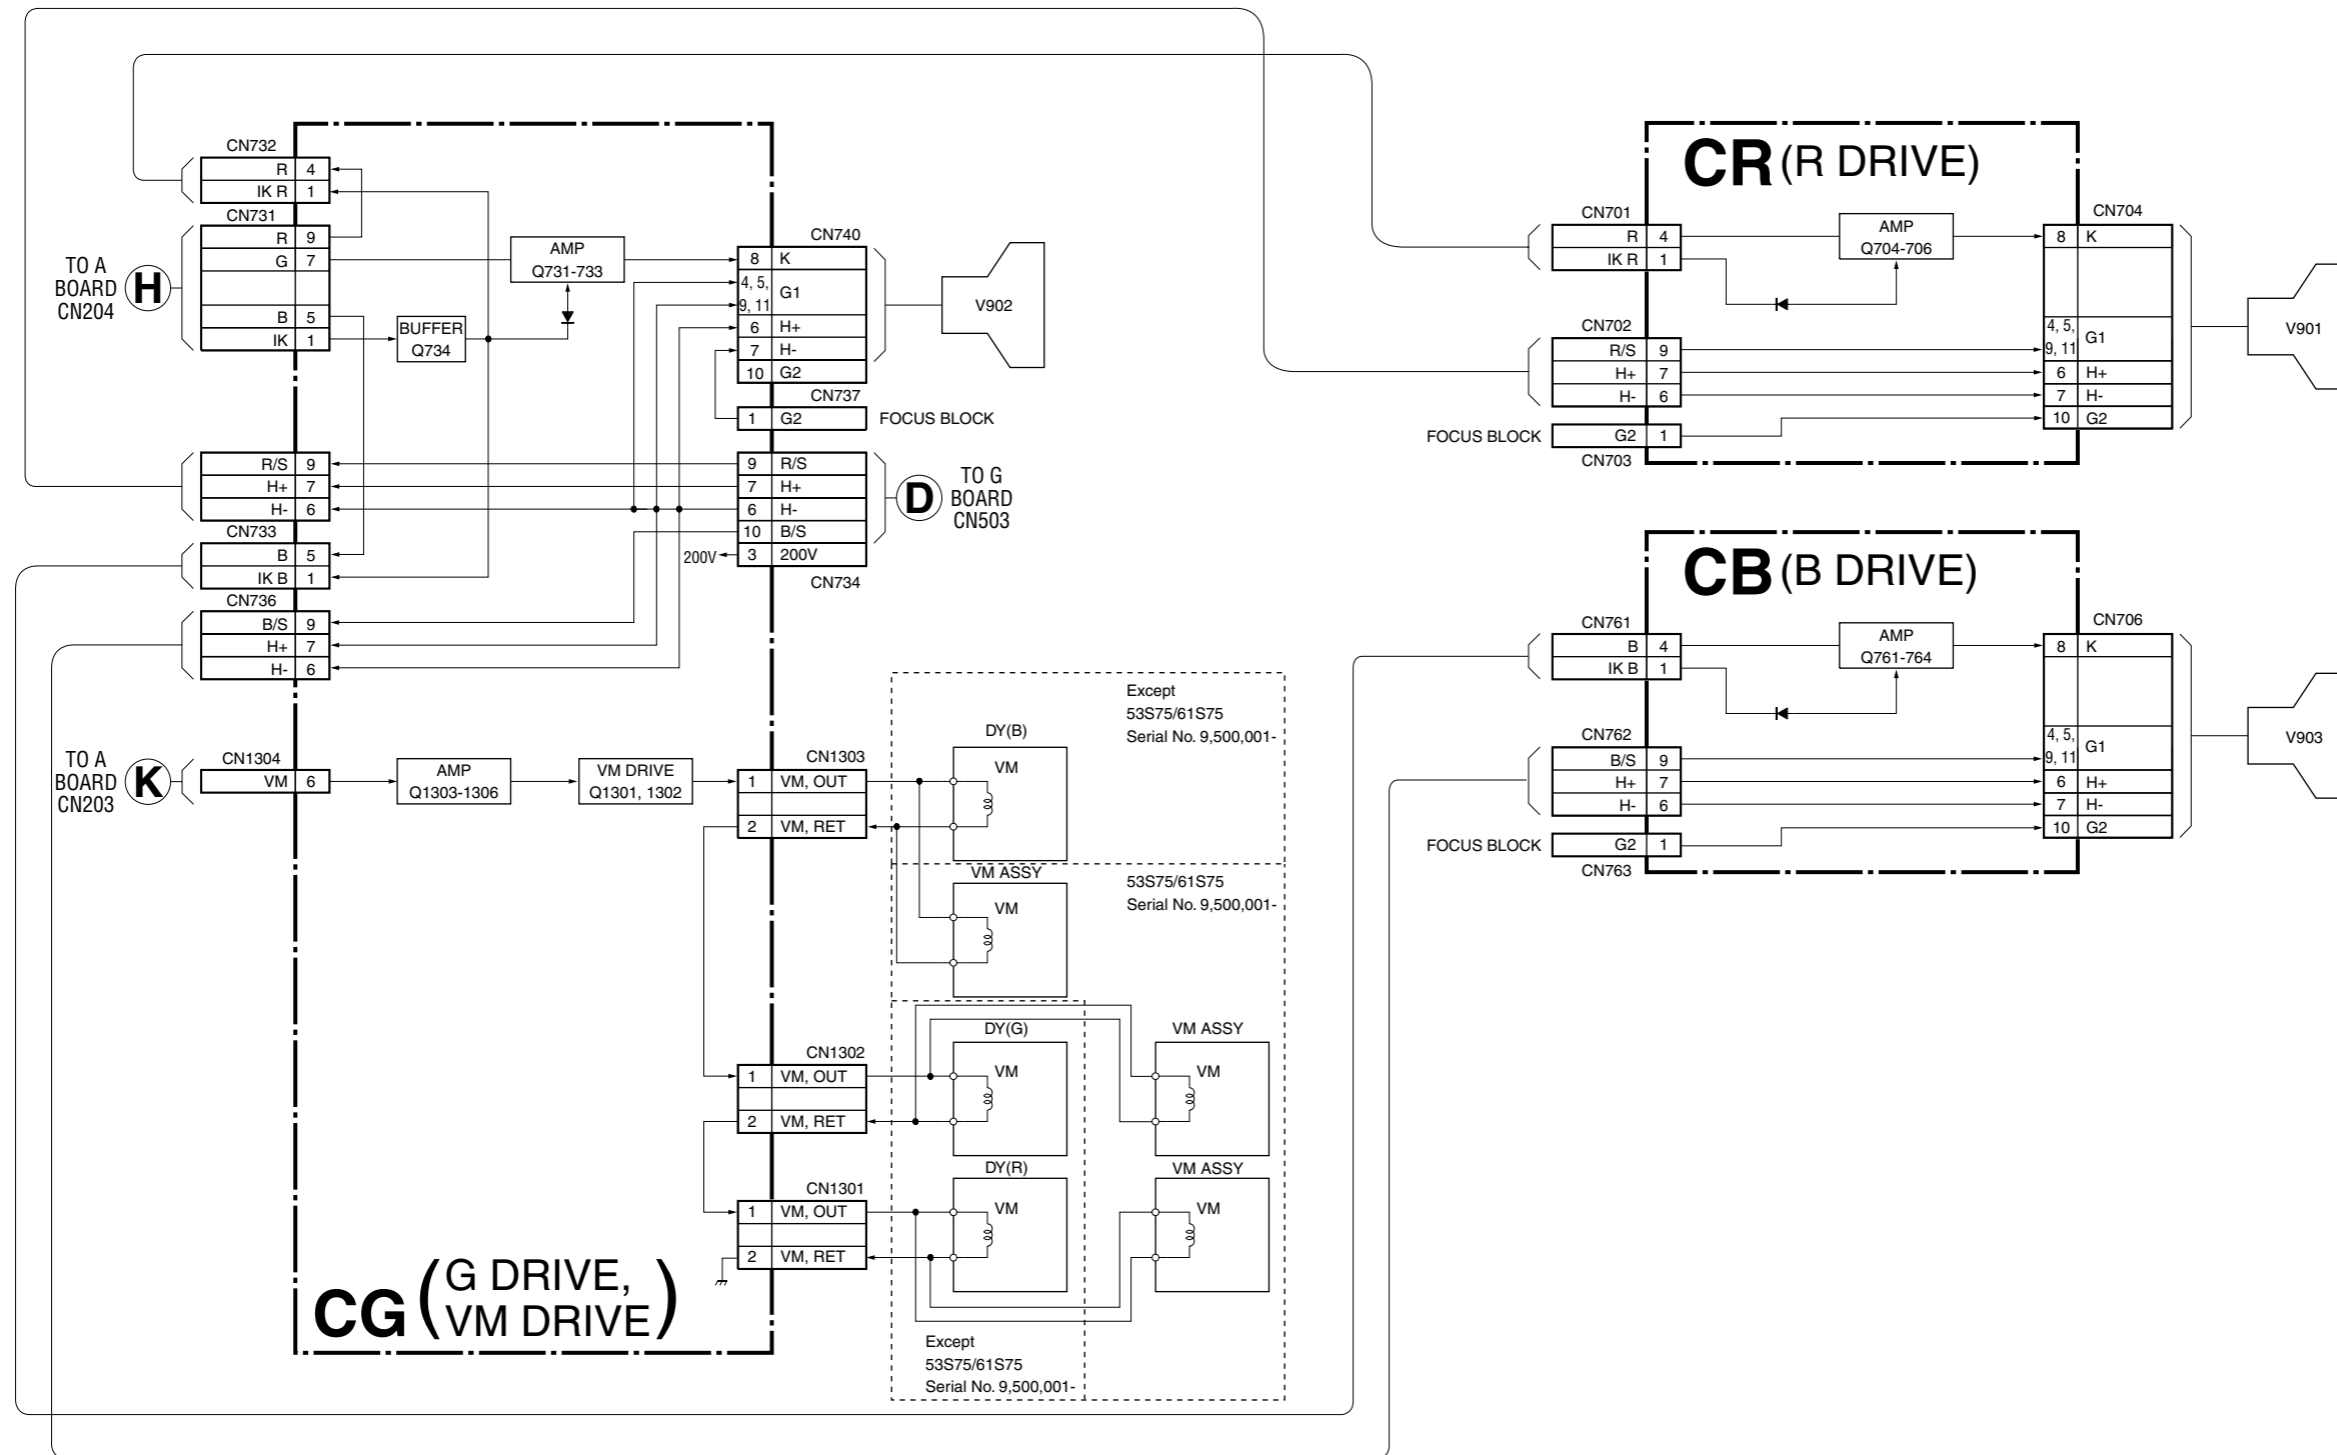 CN732
R 4
IK R 1
CN731
R 9
G 7
B 5
IK 1
TO A
BOARD
CN204
H
AMP
Q731-733
BUFFER
Q734
CN740
8 K
4, 5,
9, 11
G1
6 H+
7 H-
10 G2
CN737
1 G2
FOCUS BLOCK
V902
R/S 9
H+ 7
H- 6
CN733
B 5
IK B 1
CN736
B/S 9
H+ 7
H- 6
9 R/S
7 H+
6 H-
10 B/S
200V
3 200V
CN734
D
TO G
BOARD
CN503
TO A
BOARD
CN203
K
CN1304
VM 6
AMP
Q1303-1306
VM DRIVE
Q1301, 1302
CN1303
1 VM, OUT
2 VM, RET
DY(B)
VM
Except
53S75/61S75
Serial No. 9,500,001-
VM ASSY
VM
53S75/61S75
Serial No. 9,500,001-
CN1302
1 VM, OUT
2 VM, RET
DY(G)
VM
VM ASSY
VM
CN1301
1 VM, OUT
2 VM, RET
DY(R)
VM
VM ASSY
VM
Except
53S75/61S75
Serial No. 9,500,001-
CG (G DRIVE,
VM DRIVE)
CR (R DRIVE)
CN701
R 4
IK R 1
AMP
Q704-706
CN704
8 K
4, 5,
9, 11
G1
6 H+
7 H-
10 G2
CN702
R/S 9
H+ 7
H- 6
FOCUS BLOCK
G2 1
CN703
V901
CB (B DRIVE)
CN761
B 4
IK B 1
AMP
Q761-764
CN706
8 K
4, 5,
9, 11
G1
6 H+
7 H-
10 G2
CN762
B/S 9
H+ 7
H- 6
FOCUS BLOCK
G2 1
CN763
V903